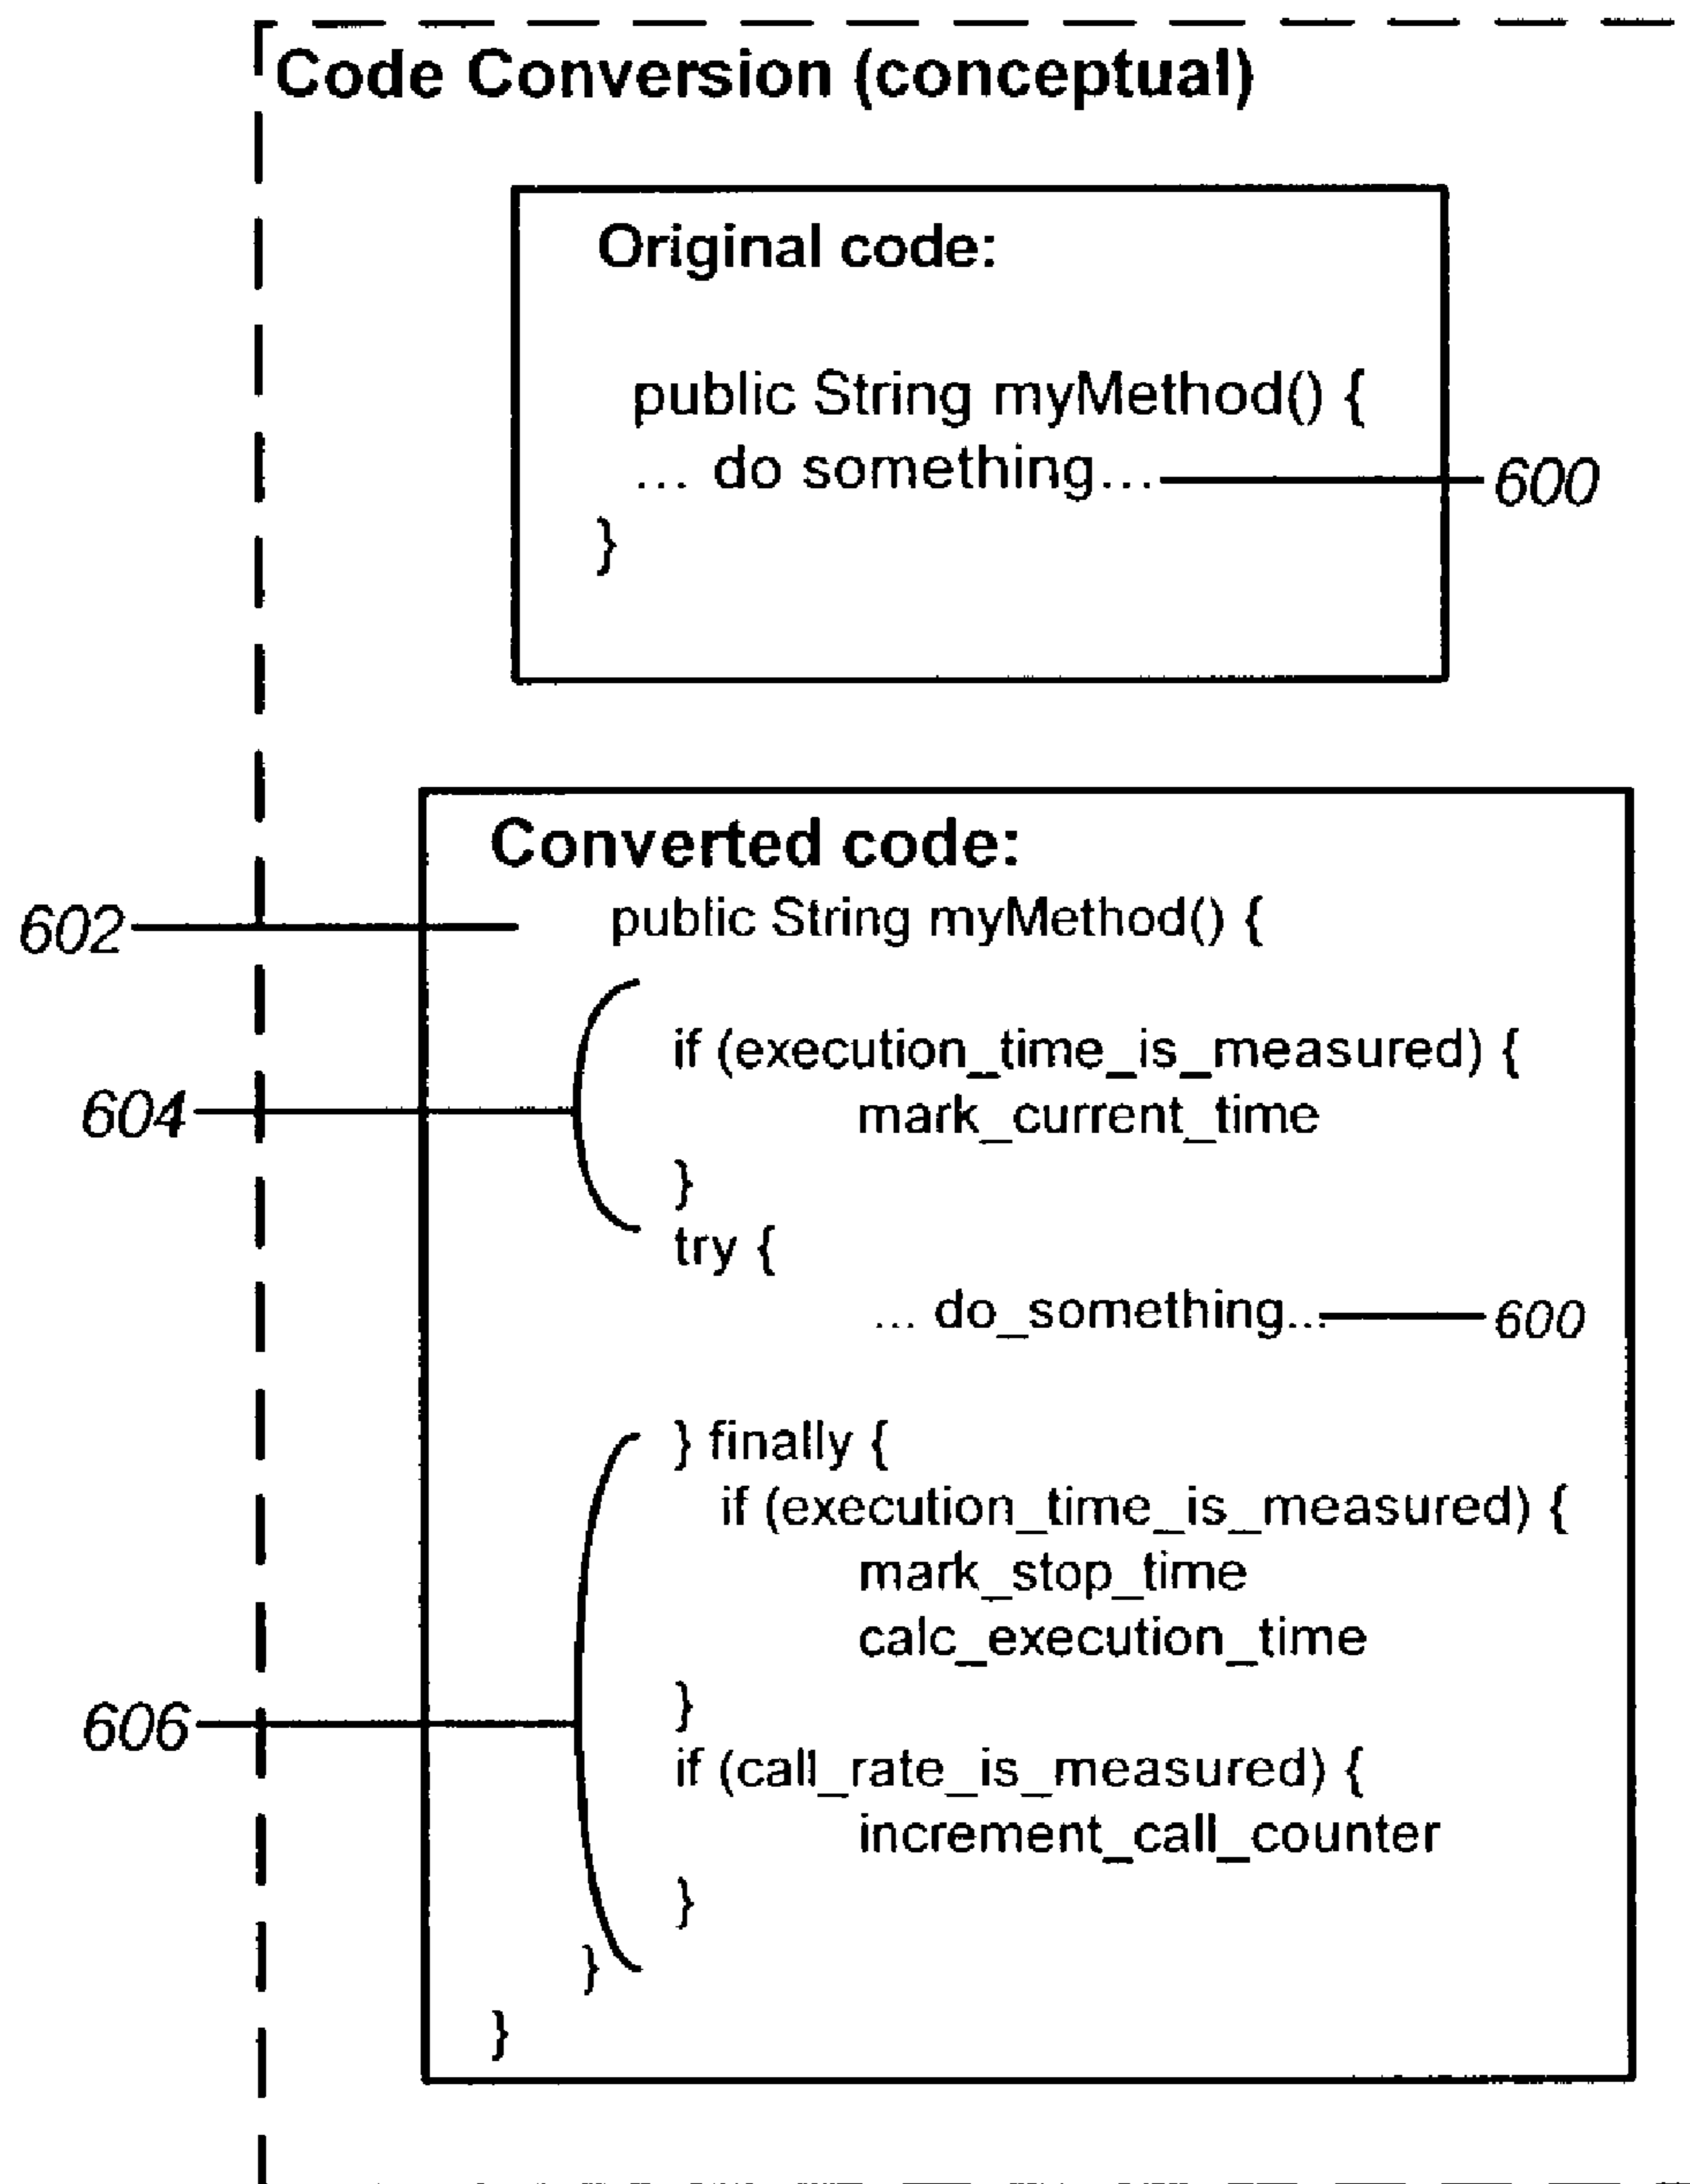 Code Conversion (conceptual)
Original code:
public String myMethod() {
... do something... 600
}
Converted code:
602 public String myMethod() {
if (execution_time_is_measured) {
604 mark_current_time
}
try {
... do_something... 600
} finally {
if (execution_time_is_measured) {
mark_stop_time
calc_execution_time
}
606
if (call_rate_is_measured) {
increment_call_counter
}
}
}